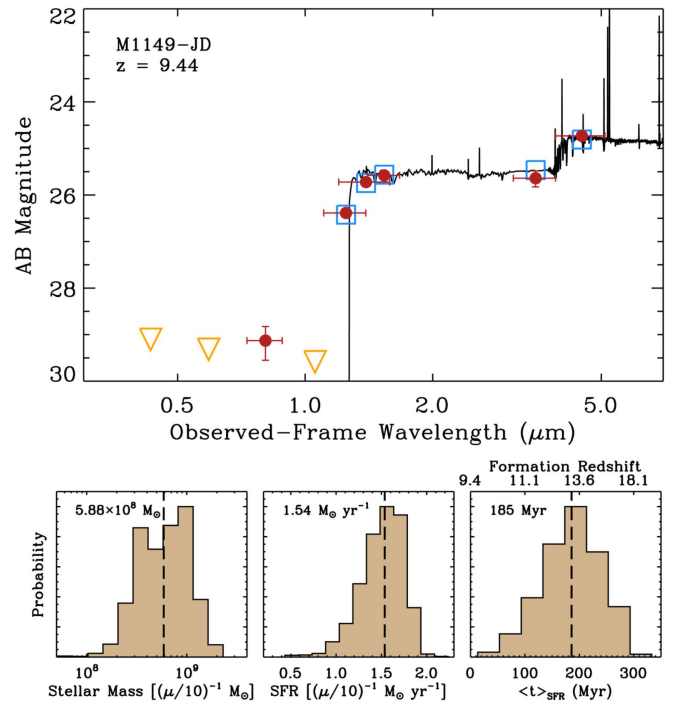 M1149-JD
z = 9.44
AB Magnitude
22
24
26
28
30
0.5 1.0 2.0 5.0
Observed-Frame Wavelength (μm)
Formation Redshift
9.4 11.1 13.6 18.1
Probability
5.88×10⁸ M☉
1.54 M☉ yr⁻¹
185 Myr
10⁸ 10⁹
Stellar Mass [(μ/10)⁻¹ M☉]
0.5 1.0 1.5 2.0
SFR [(μ/10)⁻¹ M☉ yr⁻¹]
0 100 200 300
<t>SFR (Myr)